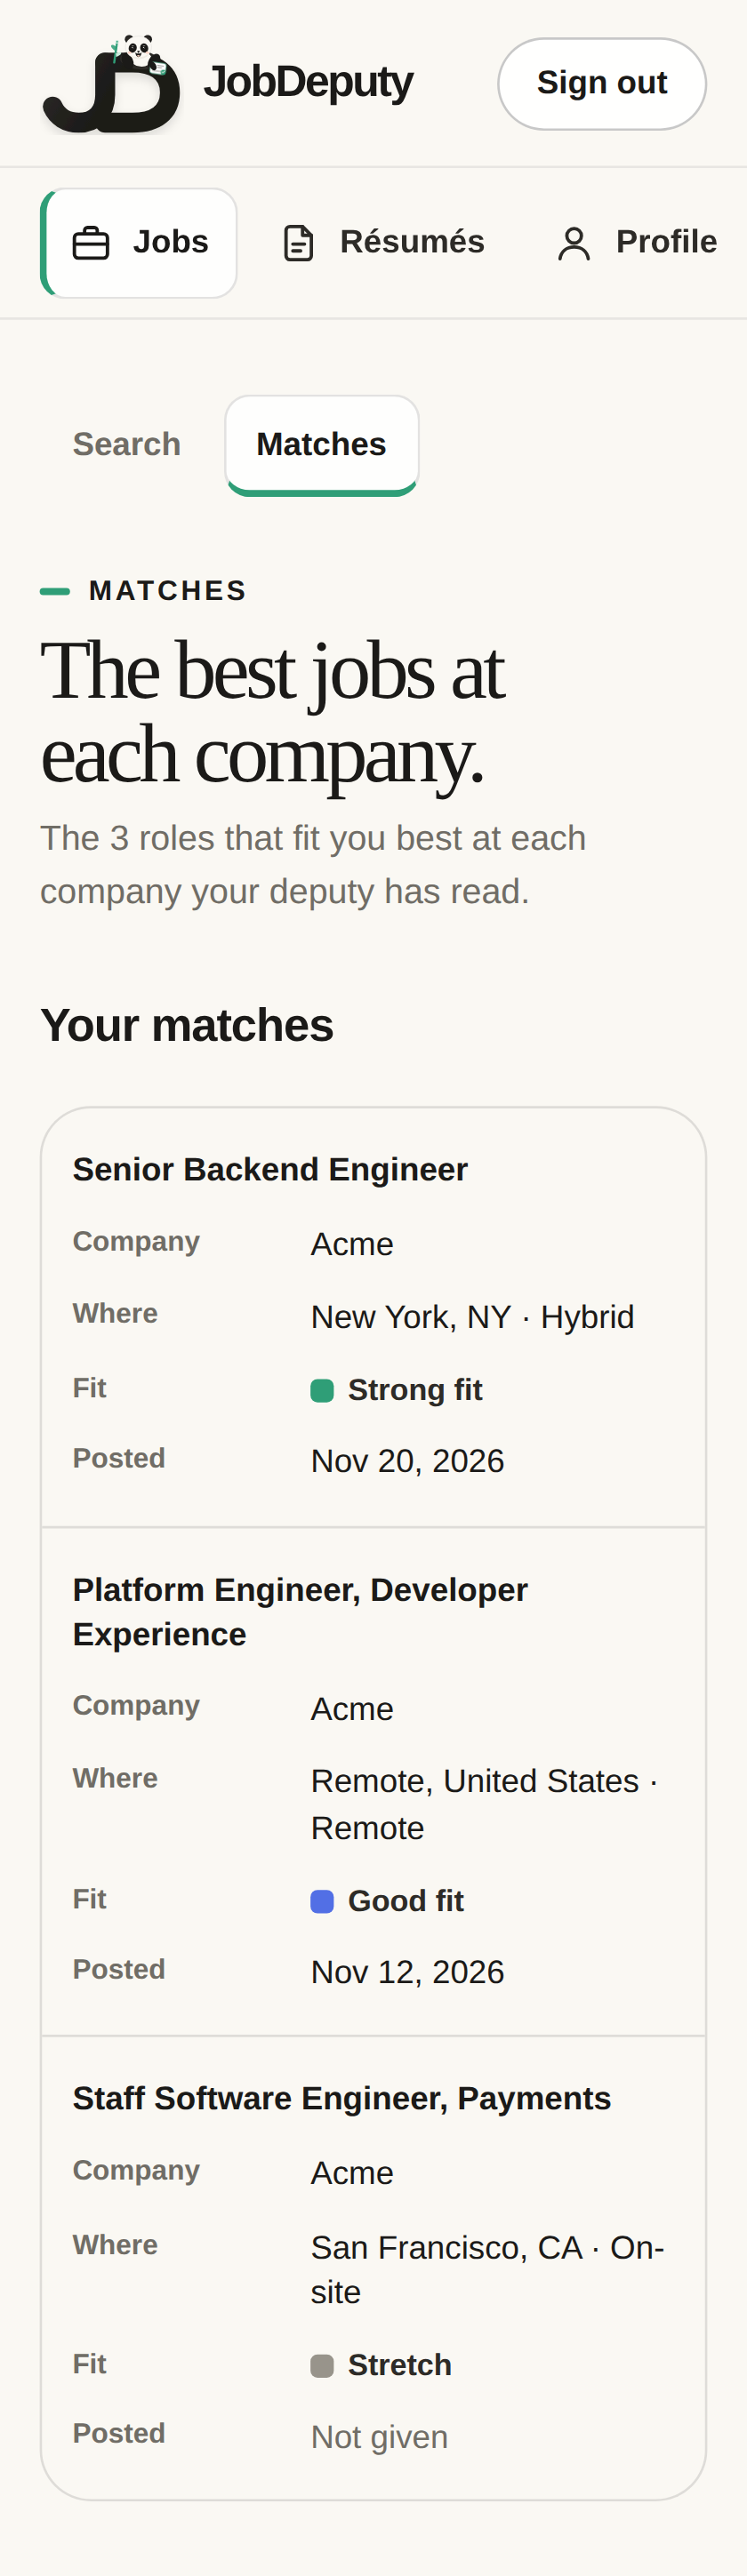 JobDeputy
Sign out
Jobs
Résumés
Profile
Search
Matches
MATCHES
The best jobs at
each company.
The 3 roles that fit you best at each
company your deputy has read.
Your matches
Senior Backend Engineer
Company Acme
Where New York, NY · Hybrid
Fit Strong fit
Posted Nov 20, 2026
Platform Engineer, Developer
Experience
Company Acme
Where Remote, United States ·
Remote
Fit Good fit
Posted Nov 12, 2026
Staff Software Engineer, Payments
Company Acme
Where San Francisco, CA · On-
site
Fit Stretch
Posted Not given